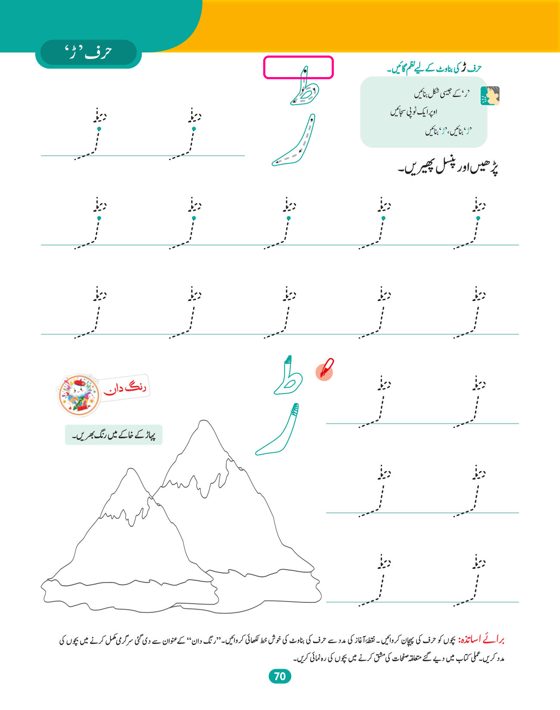 حرف ’ڑ‘
حرف ڑ کی بناوٹ کے لیے نظم گائیں۔
’ر‘ کے جیسی شکل بنائیں
اوپر ایک ٹوپی سجائیں
’ڑ‘ بنائیں، ’ڑ‘ بنائیں
پڑھیں اور پنسل پھیریں۔
ڑ ڑ
ڑ ڑ ڑ ڑ ڑ
ڑ ڑ ڑ ڑ ڑ
رنگ دان
پہاڑ کے خاکے میں رنگ بھریں۔
ڑ ڑ
ڑ ڑ
ڑ ڑ
برائے اساتذہ: بچوں کو حرف کی پہچان کروائیں۔ نقطۂ آغاز کی مدد سے حرف کی بناوٹ کی خوش خط لکھائی کروائیں۔ ”رنگ دان“ کے عنوان سے دی گئی سرگرمی مکمل کرنے میں بچوں کی
مدد کریں۔ عملی کتاب میں دیے گئے متعلقہ صفحات کی مشق کرنے میں بچوں کی رہ نمائی کریں۔
70